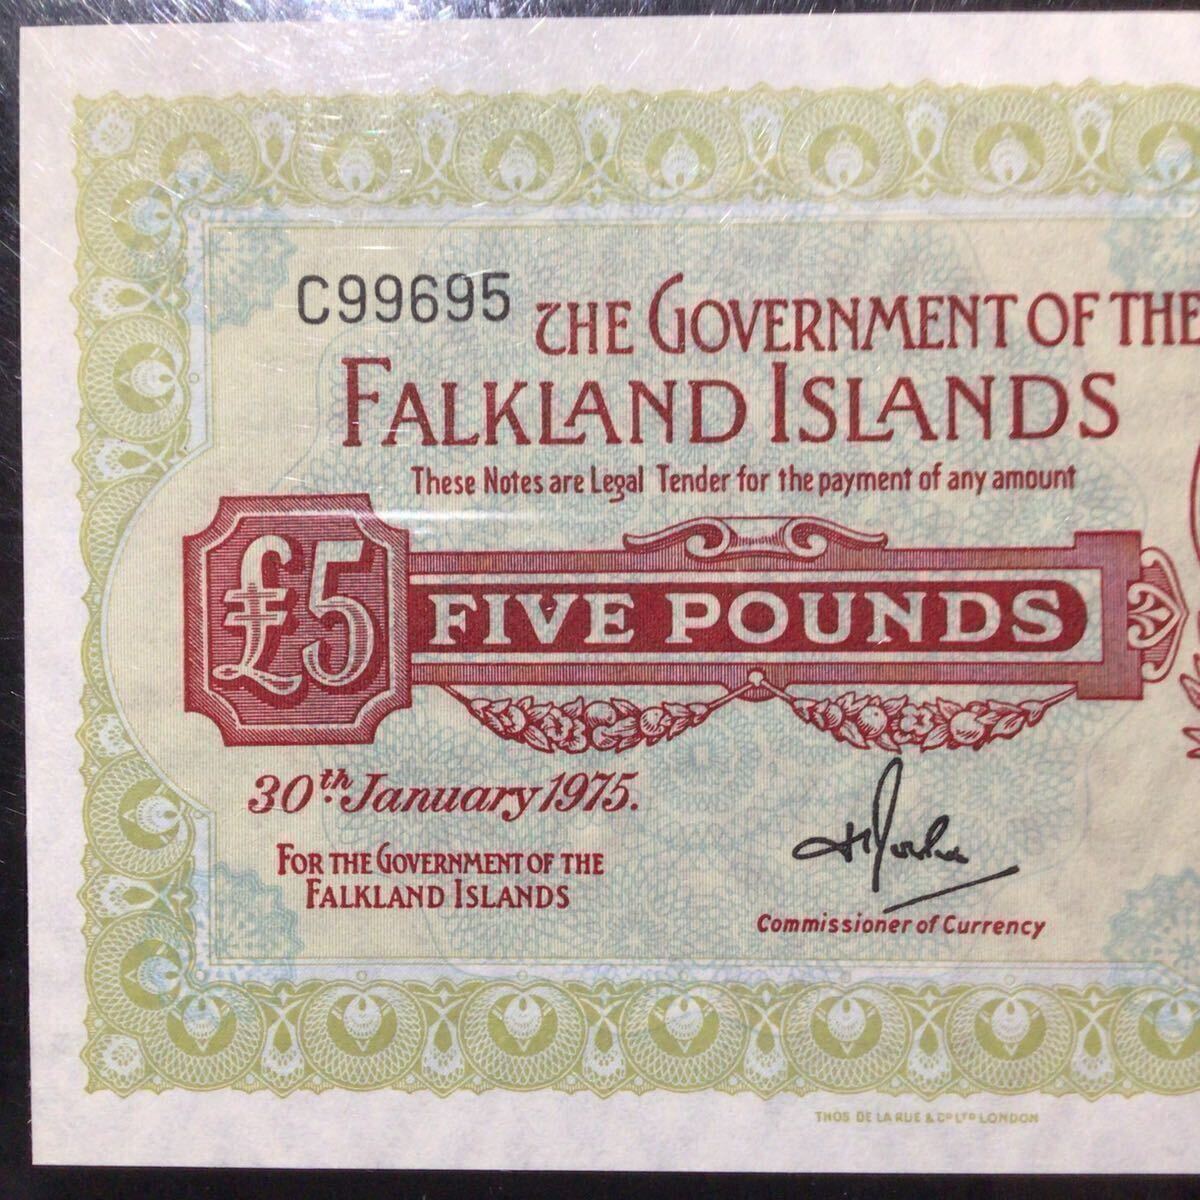 C99695
THE GOVERNMENT OF THE
FALKLAND ISLANDS
These Notes are Legal Tender for the payment of any amount
£5
FIVE POUNDS
30th January 1975.
FOR THE GOVERNMENT OF THE
FALKLAND ISLANDS
Commissioner of Currency
THOS DE LA RUE & CO LTD LONDON